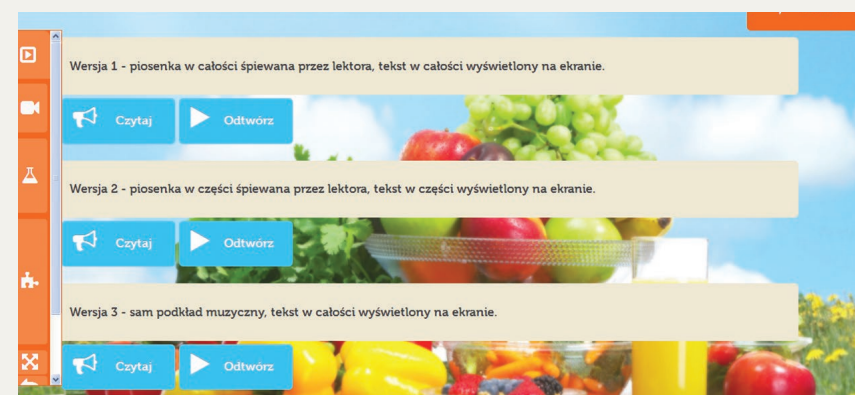 Wersja 1 - piosenka w całości śpiewana przez lektora, tekst w całości wyświetlony na ekranie.
Czytaj Odtwórz
Wersja 2 - piosenka w części śpiewana przez lektora, tekst w części wyświetlony na ekranie.
Czytaj Odtwórz
Wersja 3 - sam podkład muzyczny, tekst w całości wyświetlony na ekranie.
Czytaj Odtwórz